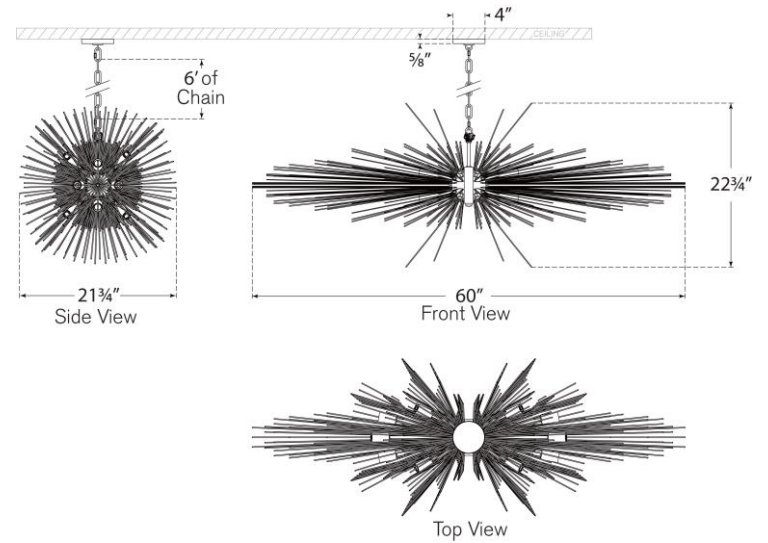 4"
CEILING
5/8"
6' of
Chain
22¾"
21¾"
60"
Side View
Front View
Top View